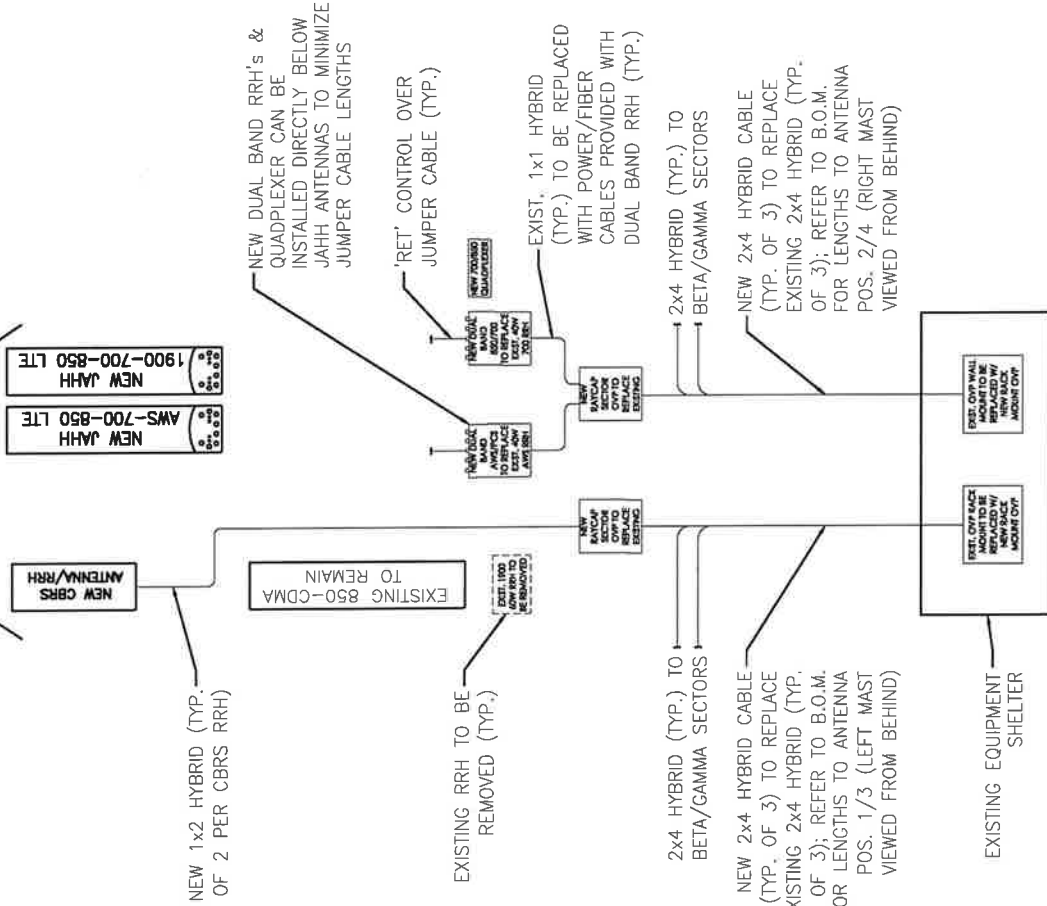 NEW JAHH
1900-700-850 LTE
NEW JAHH
AWS-700-850 LTE
NEW CBRS
ANTENNA/RRH
EXISTING 850-CDMA
TO REMAIN
NEW DUAL BAND RRH's &
QUADPLEXER CAN BE
INSTALLED DIRECTLY BELOW
JAHH ANTENNAS TO MINIMIZE
JUMPER CABLE LENGTHS
'RET' CONTROL OVER
JUMPER CABLE (TYP.)
EXIST. 1x1 HYBRID
(TYP.) TO BE REPLACED
WITH POWER/FIBER
CABLES PROVIDED WITH
DUAL BAND RRH (TYP.)
2x4 HYBRID (TYP.) TO
BETA/GAMMA SECTORS
NEW 2x4 HYBRID CABLE
(TYP. OF 3) TO REPLACE
EXISTING 2x4 HYBRID (TYP.
OF 3); REFER TO B.O.M.
FOR LENGTHS TO ANTENNA
POS. 2/4 (RIGHT MAST
VIEWED FROM BEHIND)
NEW 700/850
QUADPLEXER
NEW DUAL
BAND
850/700
TO REPLACE
EXIST. 40W
700 RRH
NEW DUAL
BAND
AWS/PCS
TO REPLACE
EXIST. 40W
AWS RRH
NEW
RAYCAP
SECTOR
OVP TO
REPLACE
EXISTING
NEW
RAYCAP
SECTOR
OVP TO
REPLACE
EXISTING
EXIST. OVP WALL
MOUNT TO BE
REPLACED W/
NEW RACK
MOUNT OVP
EXIST. OVP RACK
MOUNT TO BE
REPLACED W/
NEW RACK
MOUNT OVP
EXIST. 1900
60W RRH TO
BE REMOVED
NEW 1x2 HYBRID (TYP.
OF 2 PER CBRS RRH)
EXISTING RRH TO BE
REMOVED (TYP.)
2x4 HYBRID (TYP.) TO
BETA/GAMMA SECTORS
NEW 2x4 HYBRID CABLE
(TYP. OF 3) TO REPLACE
XISTING 2x4 HYBRID (TYP.
OF 3); REFER TO B.O.M.
OR LENGTHS TO ANTENNA
POS. 1/3 (LEFT MAST
VIEWED FROM BEHIND)
EXISTING EQUIPMENT
SHELTER